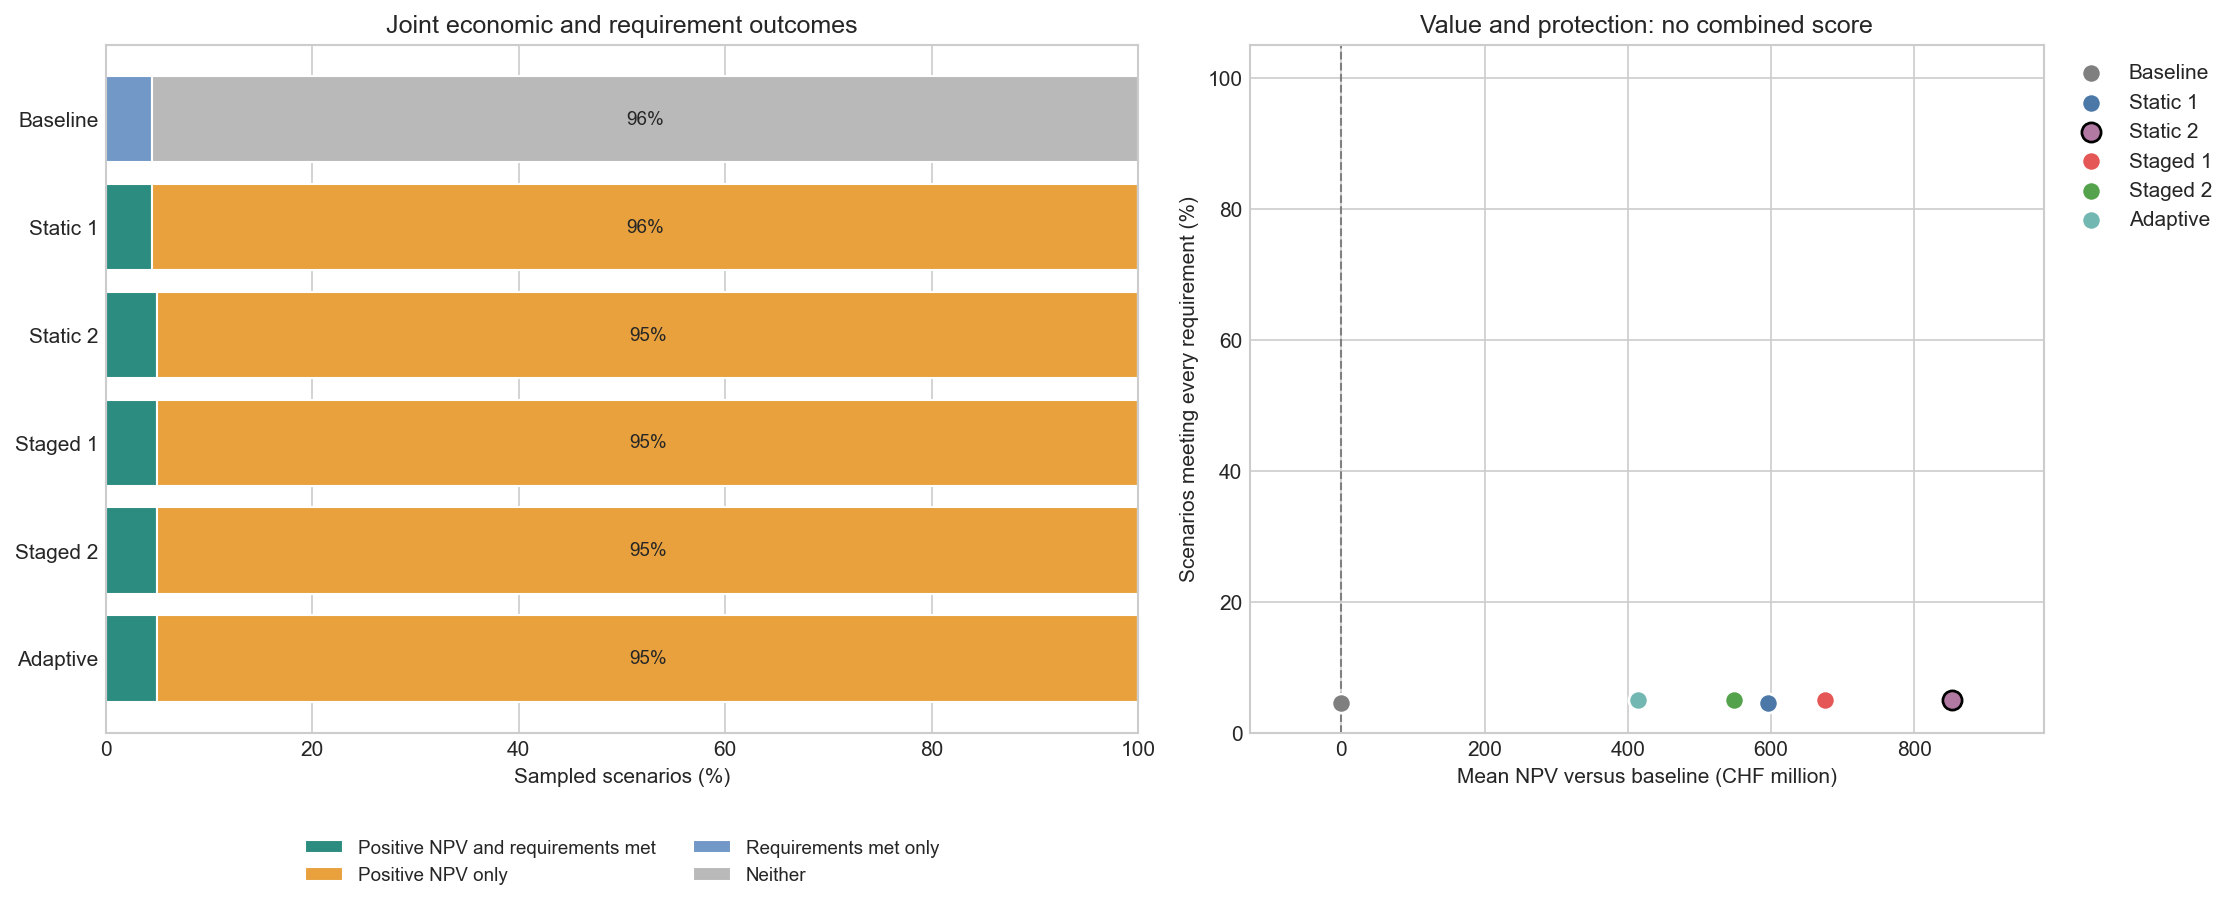 Joint economic and requirement outcomes
Baseline
96%
Static 1
96%
Static 2
95%
Staged 1
95%
Staged 2
95%
Adaptive
95%
0 20 40 60 80 100
Sampled scenarios (%)
Positive NPV and requirements met
Positive NPV only
Requirements met only
Neither
Value and protection: no combined score
Scenarios meeting every requirement (%)
100
80
60
40
20
0
0 200 400 600 800
Mean NPV versus baseline (CHF million)
Baseline
Static 1
Static 2
Staged 1
Staged 2
Adaptive